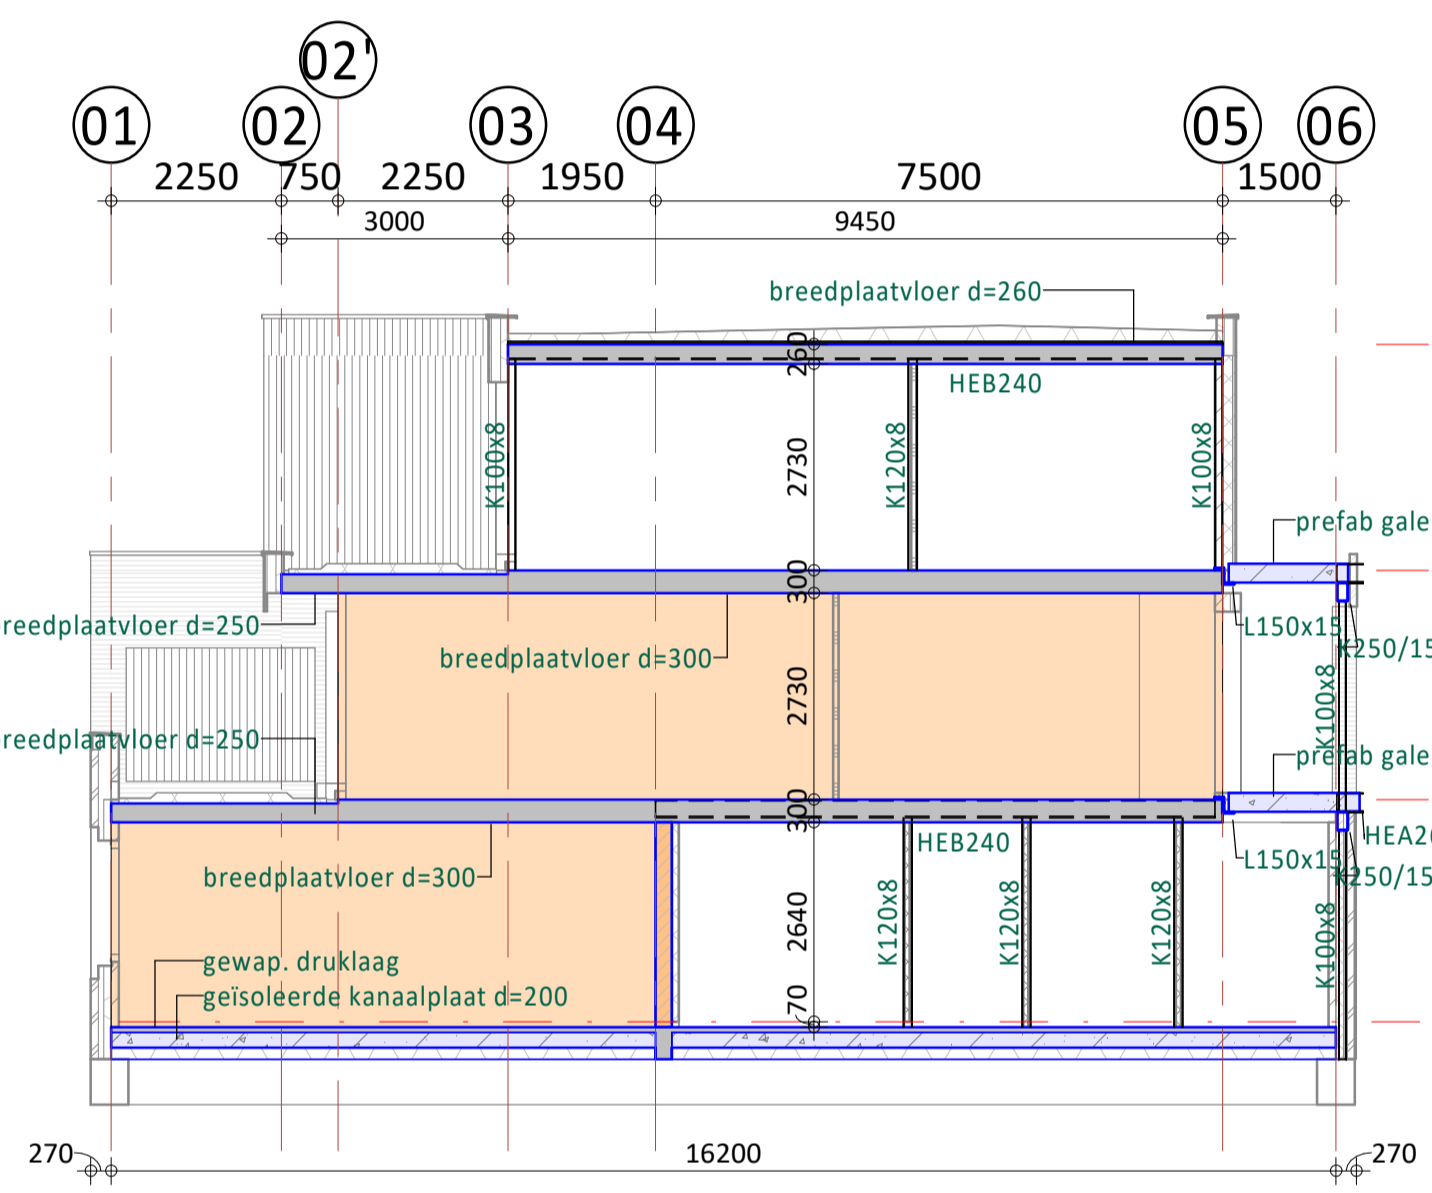 02'
01
02
03
04
05
06
2250
750
2250
1950
7500
1500
3000
9450
breedplaatvloer d=260
260
HEB240
K100x8
K120x8
K100x8
2730
prefab gale
300
reedplaatvloer d=250
L150x15
K250/15
breedplaatvloer d=300
2730
K100x8
reedplaatvloer d=250
prefab gale
300
HEB240
HEA20
L150x15
K250/15
breedplaatvloer d=300
2640
K120x8
K120x8
K120x8
K100x8
gewap. druklaag
geïsoleerde kanaalplaat d=200
70
270
16200
270